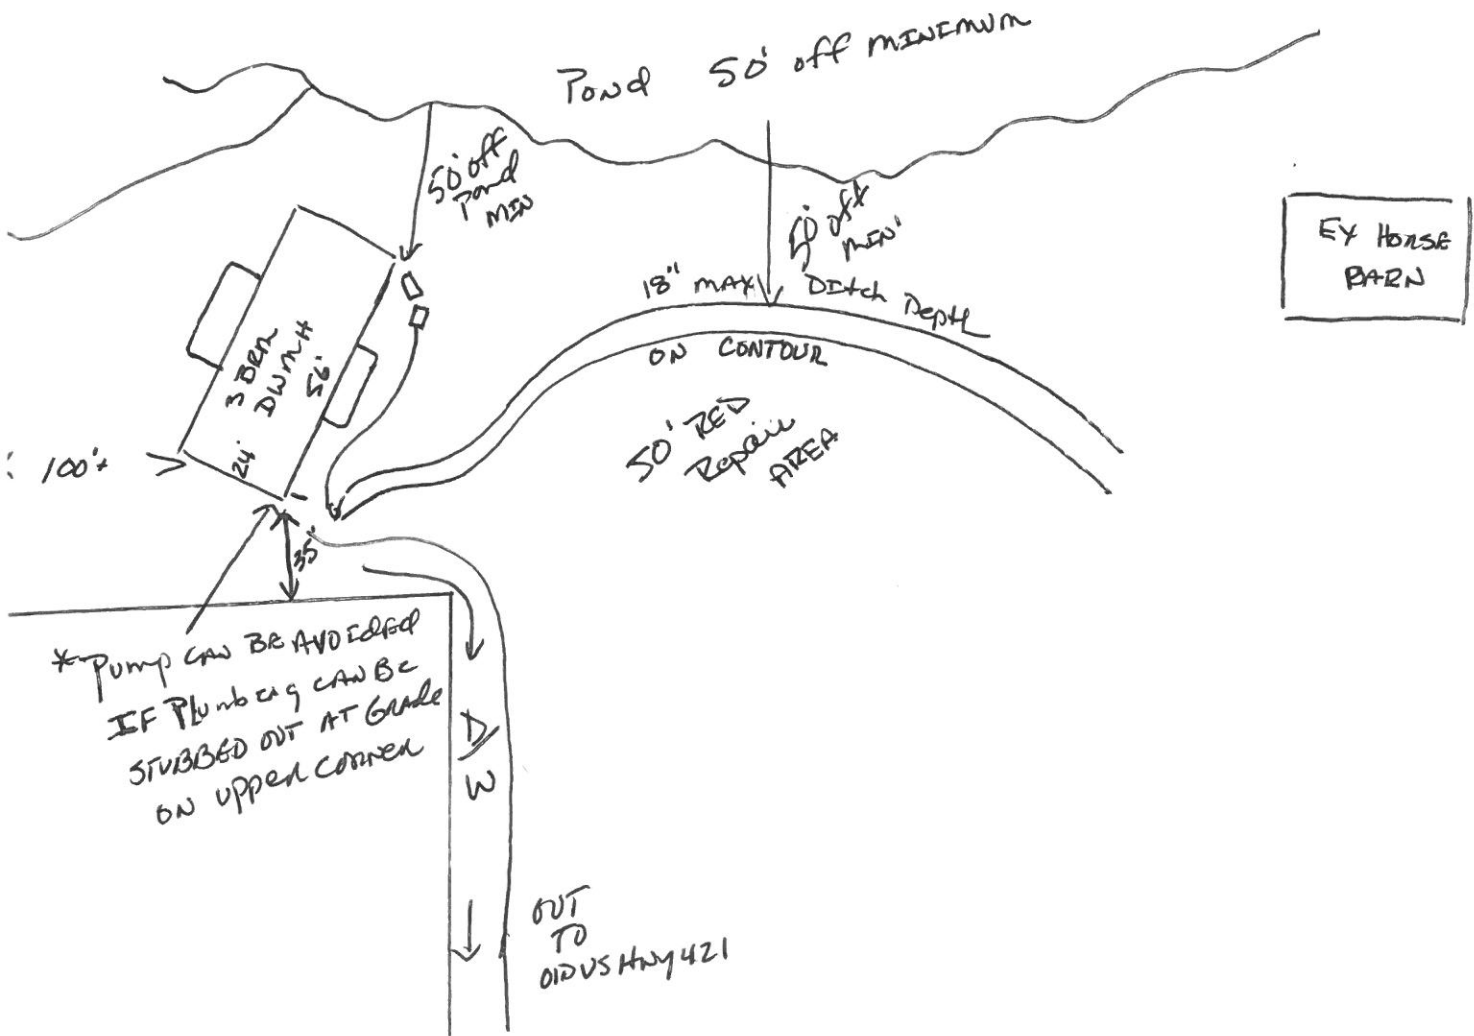 Pond 50' off MINIMUM
50' off
Pond
MIN
50' off
MIN'
18" MAX Ditch Depth
ON CONTOUR
EX HORSE
BARN
3 BRM
DWMH
56'
24'
100'+
50' RED
Repair
AREA
35'
*Pump CAN BE AVOIDED
IF Plumbing CAN BE
STUBBED OUT AT GRADE
ON UPPER CORNER
D/W
OUT
TO
OLD US Hwy 421